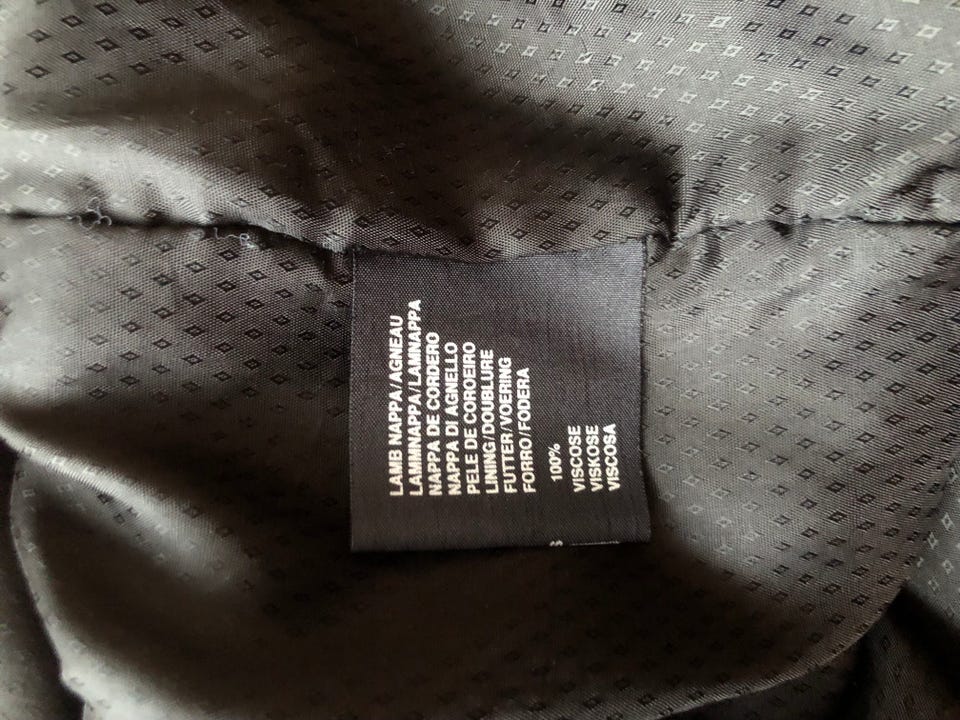 LAMB NAPPA/AGNEAU
LAMMNAPPA/LAMNAPPA
NAPPA DE CORDERO
NAPPA DI AGNELLO
PELE DE COROEIRO
LINING/DOUBLURE
FUTTER/VOERING
FORRO/FODERA
100%
VISCOSE
VISKOSE
VISCOSA